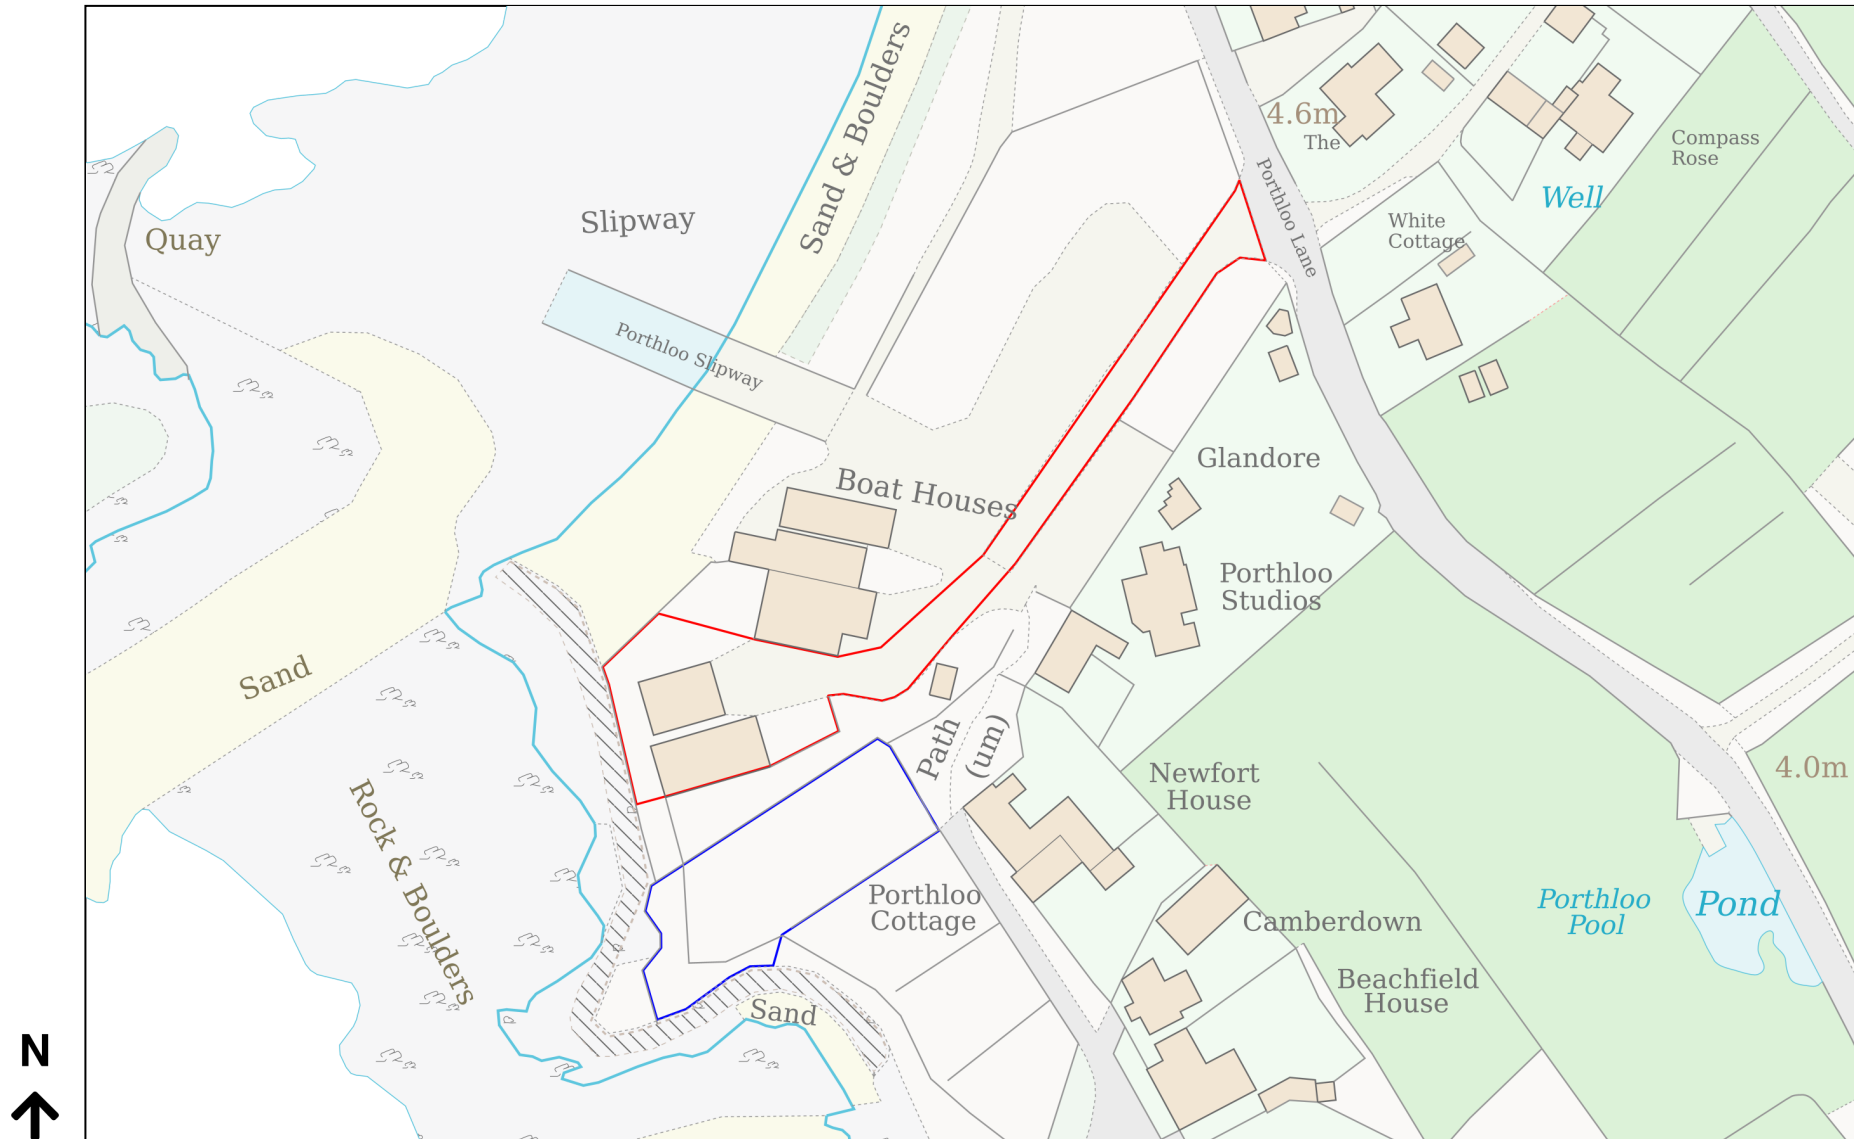 Sand & Boulders
4.6m
The
Compass
Rose
Porthloo Lane
Well
Slipway
Quay
White
Cottage
Porthloo Slipway
Glandore
Boat Houses
Porthloo
Studios
Sand
Path
(um)
Newfort
House
4.0m
Rock & Boulders
Porthloo
Cottage
Camberdown
Porthloo
Pool
Pond
Beachfield
House
Sand
N